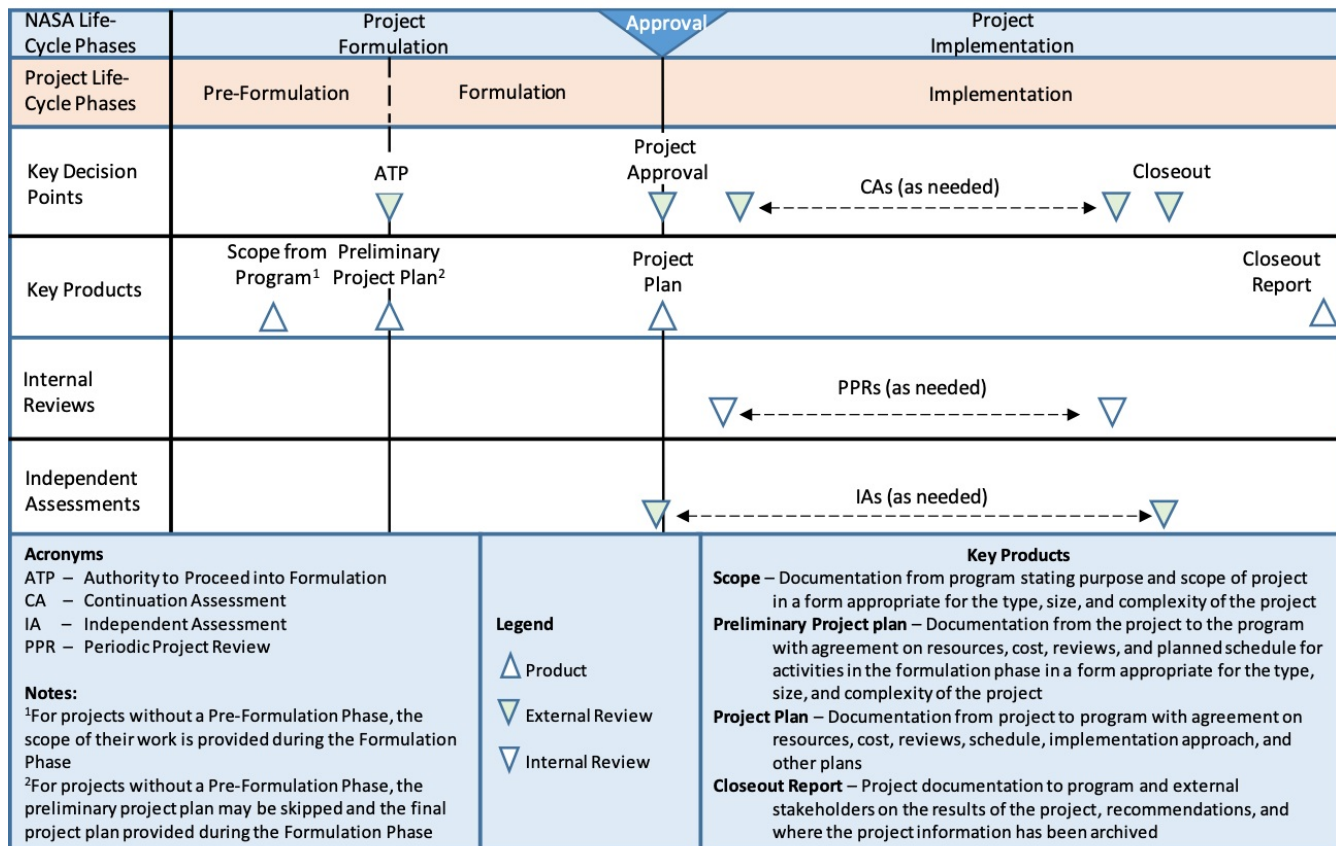 NASA Life-
Cycle Phases
Project
Formulation
Approval
Project
Implementation
Project Life-
Cycle Phases
Pre-Formulation
Formulation
Implementation
Key Decision
Points
ATP
Project
Approval
CAs (as needed)
Closeout
Key Products
Scope from
Program¹
Preliminary
Project Plan²
Project
Plan
Closeout
Report
Internal
Reviews
PPRs (as needed)
Independent
Assessments
IAs (as needed)
Acronyms
ATP – Authority to Proceed into Formulation
CA – Continuation Assessment
IA – Independent Assessment
PPR – Periodic Project Review
Notes:
¹For projects without a Pre-Formulation Phase, the
scope of their work is provided during the Formulation
Phase
²For projects without a Pre-Formulation Phase, the
preliminary project plan may be skipped and the final
project plan provided during the Formulation Phase
Legend
Product
External Review
Internal Review
Key Products
Scope – Documentation from program stating purpose and scope of project
in a form appropriate for the type, size, and complexity of the project
Preliminary Project plan – Documentation from the project to the program
with agreement on resources, cost, reviews, and planned schedule for
activities in the formulation phase in a form appropriate for the type,
size, and complexity of the project
Project Plan – Documentation from project to program with agreement on
resources, cost, reviews, schedule, implementation approach, and
other plans
Closeout Report – Project documentation to program and external
stakeholders on the results of the project, recommendations, and
where the project information has been archived